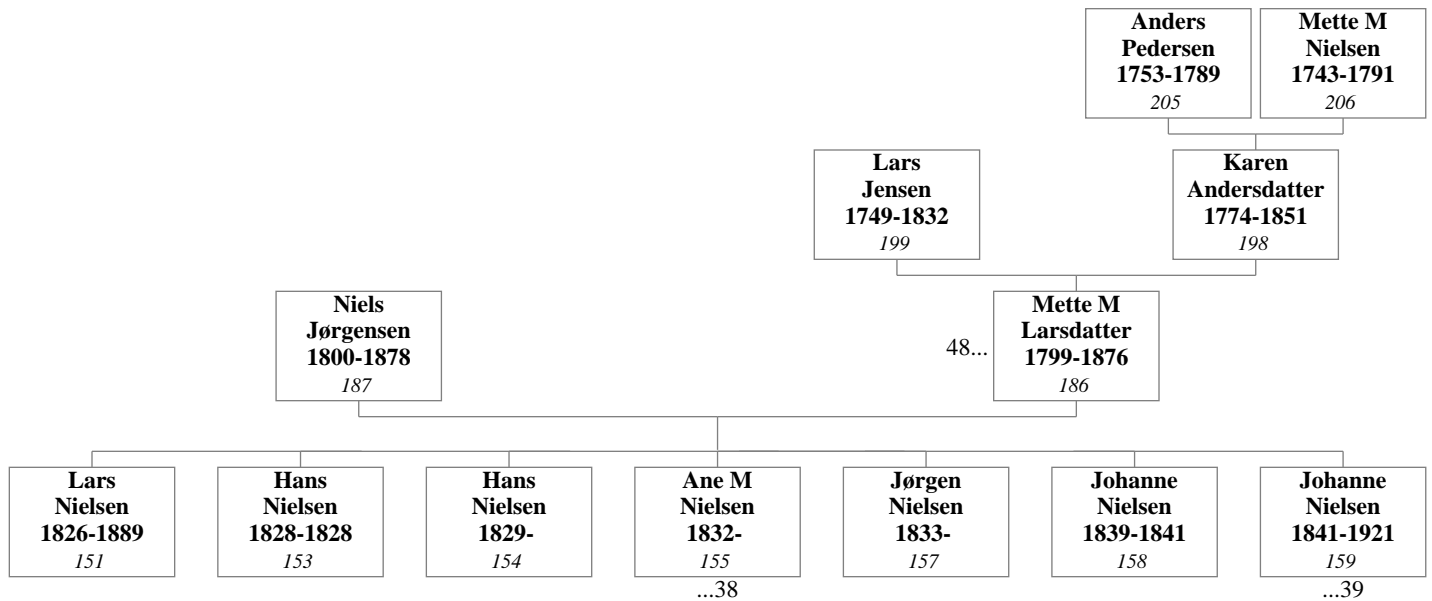 Anders
Pedersen
1753-1789
205
Mette M
Nielsen
1743-1791
206
Lars
Jensen
1749-1832
199
Karen
Andersdatter
1774-1851
198
Niels
Jørgensen
1800-1878
187
48...
Mette M
Larsdatter
1799-1876
186
Lars
Nielsen
1826-1889
151
Hans
Nielsen
1828-1828
153
Hans
Nielsen
1829-
154
Ane M
Nielsen
1832-
155
...38
Jørgen
Nielsen
1833-
157
Johanne
Nielsen
1839-1841
158
Johanne
Nielsen
1841-1921
159
...39